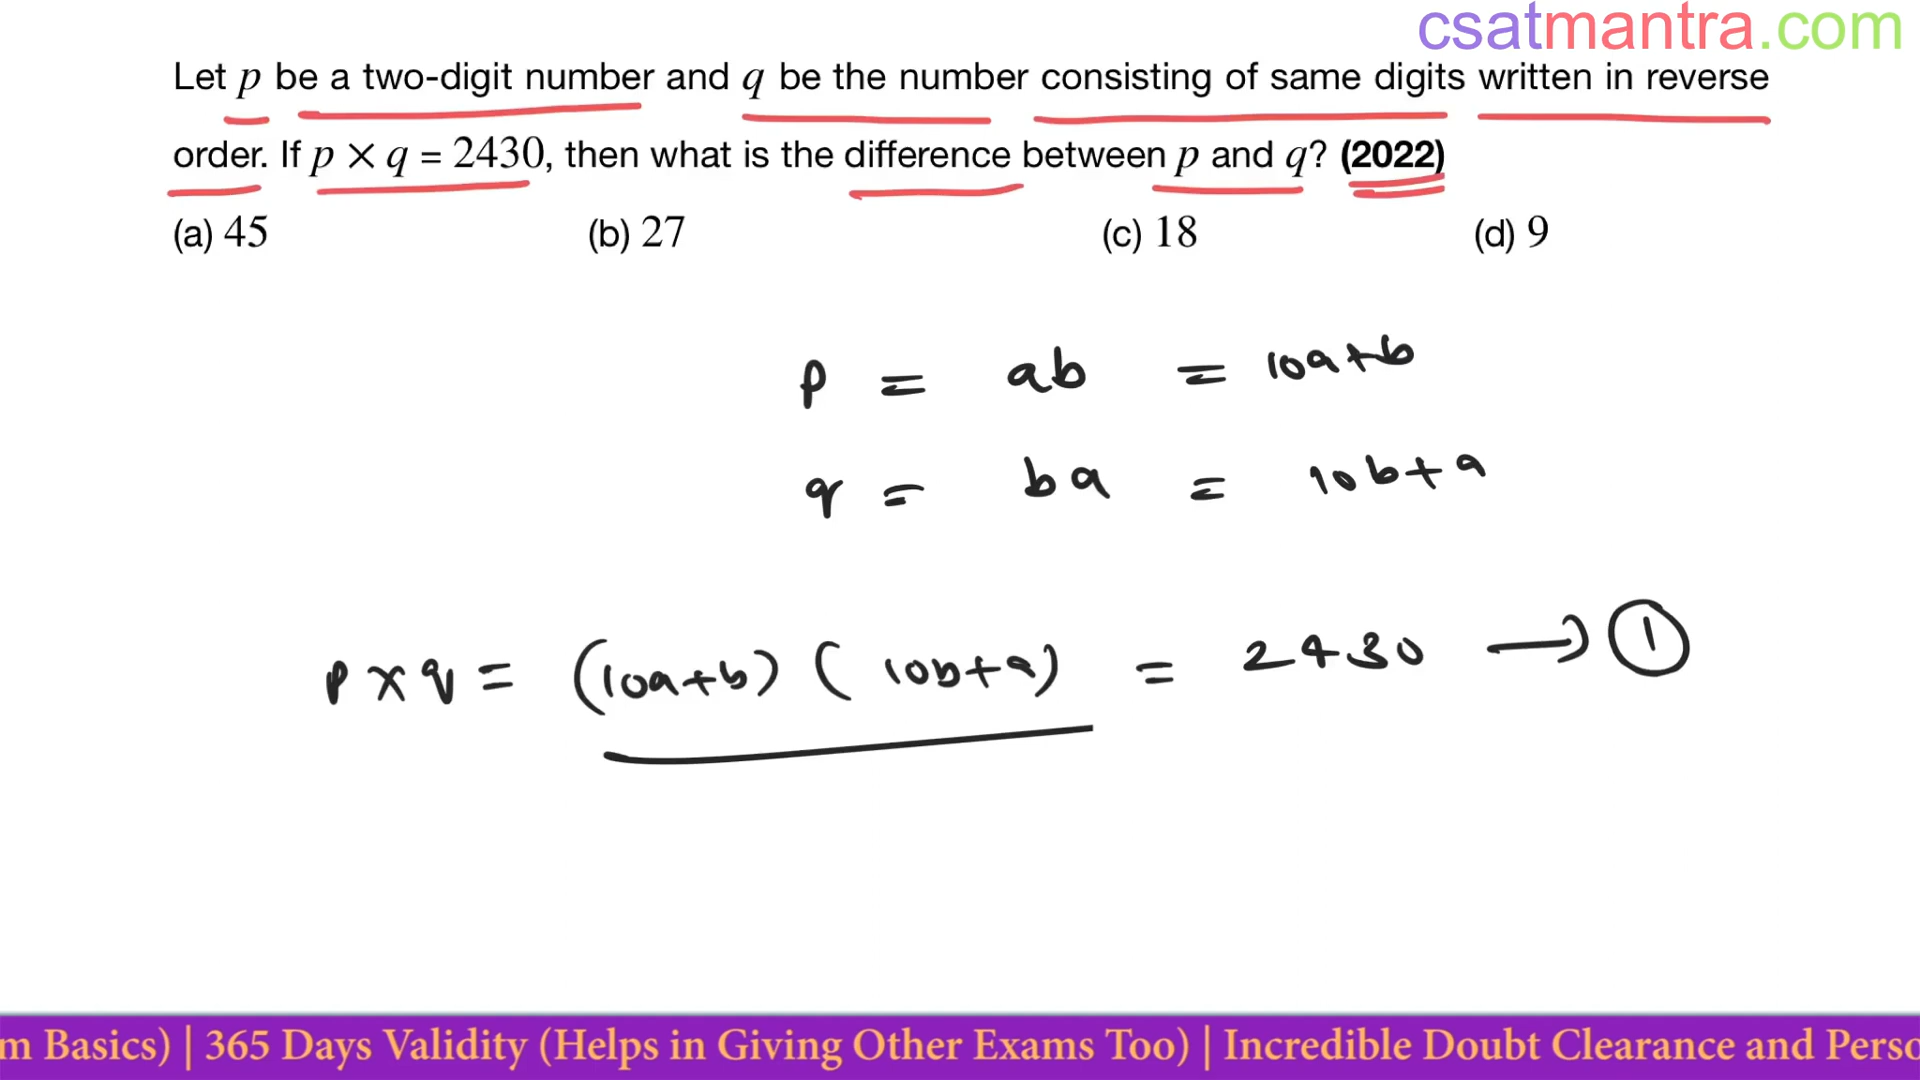 csatmantra.com
Let p be a two-digit number and q be the number consisting of same digits written in reverse
order. If p × q = 2430, then what is the difference between p and q? (2022)
(a) 45 (b) 27 (c) 18 (d) 9
p = ab = 10a+b
q = ba = 10b+a
p×q = (10a+b) (10b+a) = 2430 → 1
m Basics) | 365 Days Validity (Helps in Giving Other Exams Too) | Incredible Doubt Clearance and Perso